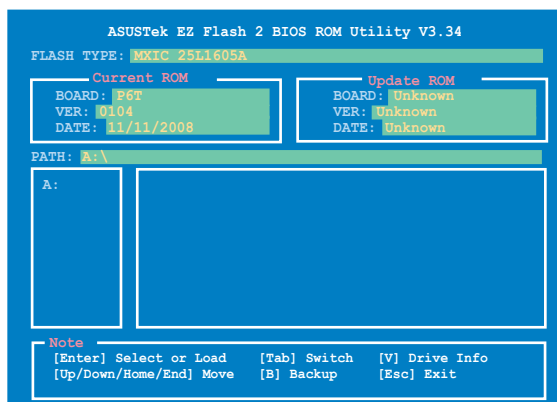 ASUSTek EZ Flash 2 BIOS ROM Utility V3.34
FLASH TYPE: MXIC 25L1605A
Current ROM
BOARD: P6T
VER: 0104
DATE: 11/11/2008
Update ROM
BOARD: Unknown
VER: Unknown
DATE: Unknown
PATH: A:\
A:
Note
[Enter] Select or Load [Tab] Switch [V] Drive Info
[Up/Down/Home/End] Move [B] Backup [Esc] Exit